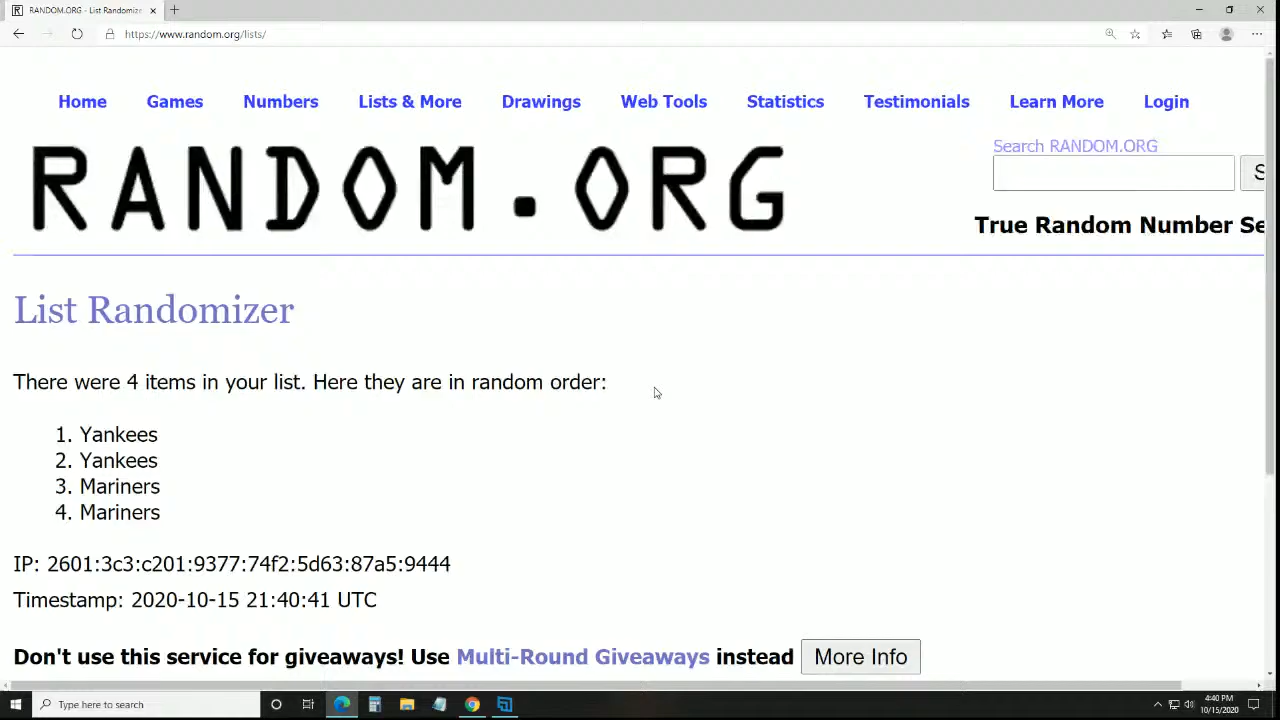 RANDOM.ORG - List Randomize
https://www.random.org/lists/
Home Games Numbers Lists & More Drawings Web Tools Statistics Testimonials Learn More Login
RANDOM.ORG
Search RANDOM.ORG
S
True Random Number Se
List Randomizer
There were 4 items in your list. Here they are in random order:
1. Yankees
2. Yankees
3. Mariners
4. Mariners
IP: 2601:3c3:c201:9377:74f2:5d63:87a5:9444
Timestamp: 2020-10-15 21:40:41 UTC
Don't use this service for giveaways! Use Multi-Round Giveaways instead More Info
Type here to search
4:40 PM
10/15/2020